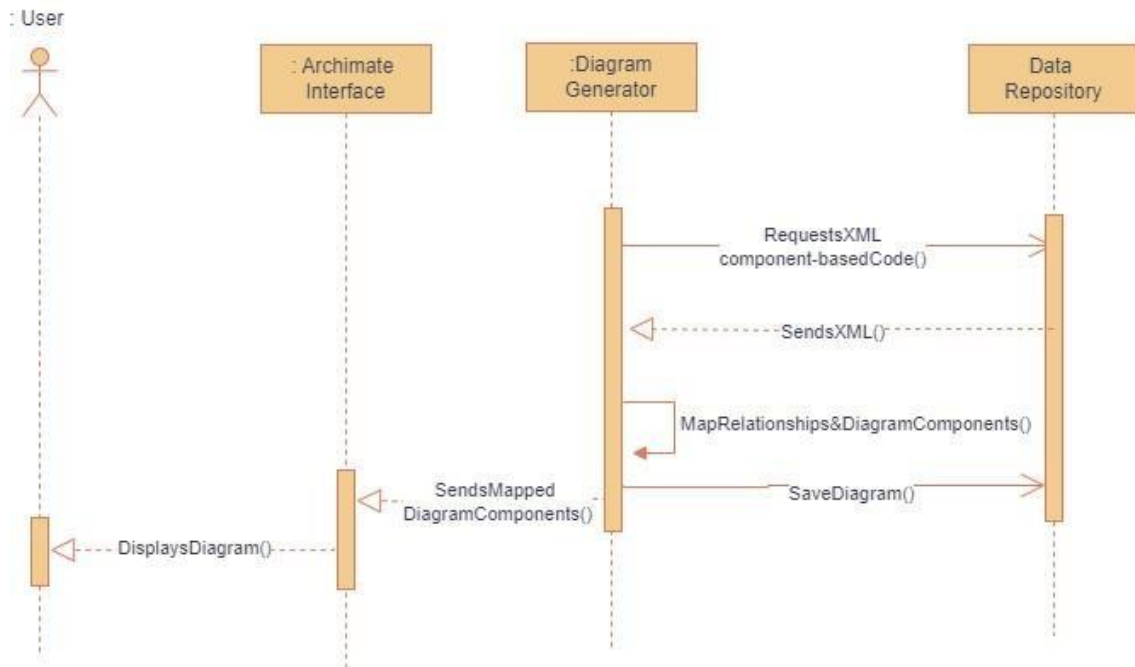 : User
: Archimate
Interface
:Diagram
Generator
Data
Repository
RequestsXML
component-basedCode()
SendsXML()
MapRelationships&DiagramComponents()
SendsMapped
DiagramComponents()
SaveDiagram()
DisplaysDiagram()